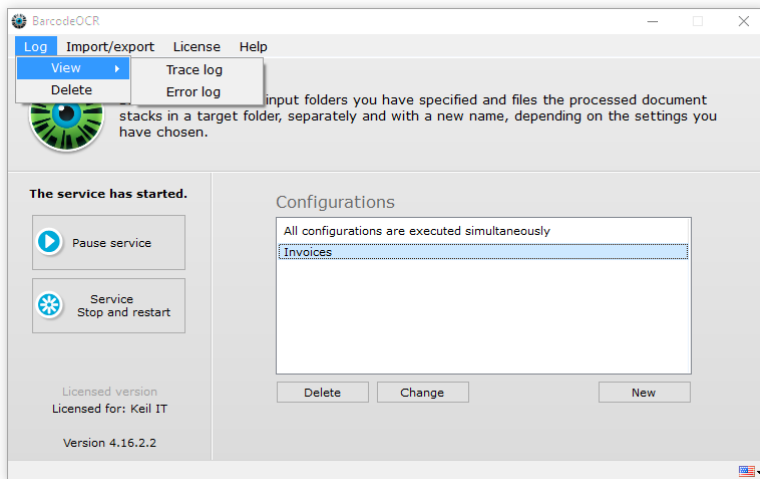 BarcodeOCR
Log Import/export License Help
View Trace log
Delete Error log
input folders you have specified and files the processed document
stacks in a target folder, separately and with a new name, depending on the settings you
have chosen.
The service has started.
Configurations
All configurations are executed simultaneously
Invoices
Pause service
Service
Stop and restart
Delete Change New
Licensed version
Licensed for: Keil IT
Version 4.16.2.2